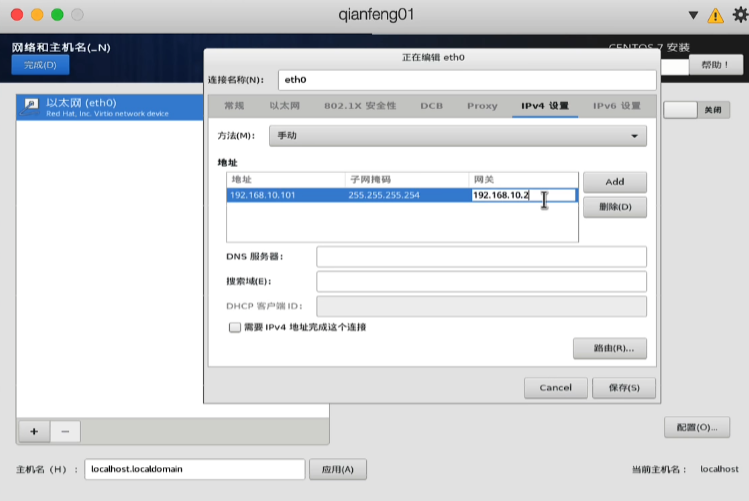 qianfeng01
网络和主机名(_N)
CENTOS 7 安装
完成(D)
帮助！
正在编辑 eth0
连接名称(N)：
eth0
以太网 (eth0)
Red Hat, Inc. Virtio network device
关闭
常规 以太网 802.1X 安全性 DCB Proxy IPv4 设置 IPv6 设置
方法(M)：
手动
地址
地址 子网掩码 网关
192.168.10.101 255.255.255.254 192.168.10.2
Add
删除(D)
DNS 服务器：
搜索域(E)：
DHCP 客户端 ID：
需要 IPv4 地址完成这个连接
路由(R)...
Cancel 保存(S)
+ −
配置(O)...
主机名（H）：
localhost.localdomain
应用(A)
当前主机名： localhost